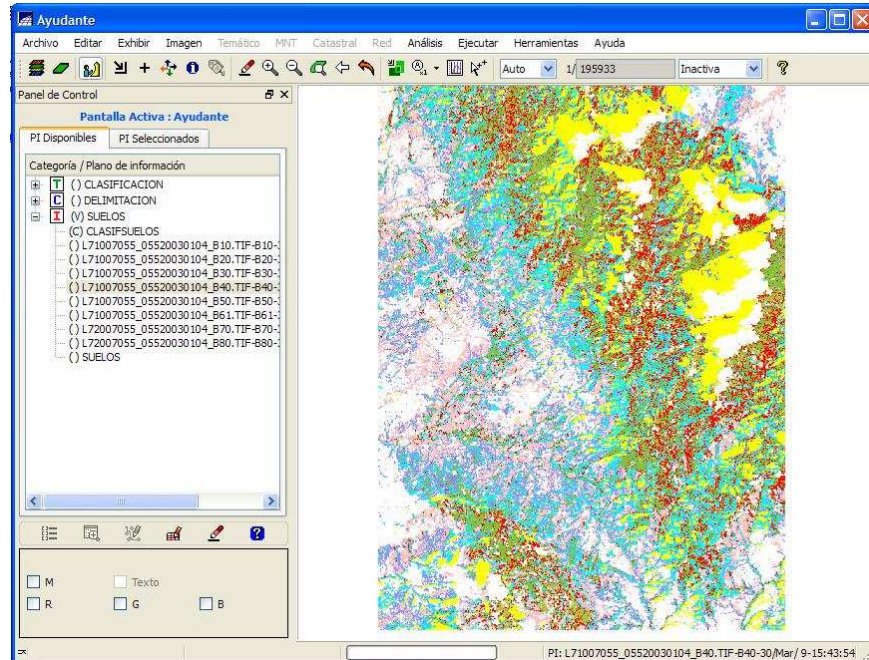 Ayudante
Archivo Editar Exhibir Imagen Temático MNT Catastral Red Análisis Ejecutar Herramientas Ayuda
Auto 1/ 195933 Inactiva
Panel de Control
Pantalla Activa : Ayudante
PI Disponibles PI Seleccionados
Categoría / Plano de información
T () CLASIFICACION
C () DELIMITACION
I (V) SUELOS
(C) CLASIFSUELOS
() L71007055_05520030104_B10.TIF-B10-
() L71007055_05520030104_B20.TIF-B20-
() L71007055_05520030104_B30.TIF-B30-
() L71007055_05520030104_B40.TIF-B40-
() L71007055_05520030104_B50.TIF-B50-
() L71007055_05520030104_B61.TIF-B61-
() L72007055_05520030104_B70.TIF-B70-
() L72007055_05520030104_B80.TIF-B80-
() SUELOS
M Texto
R G B
PI: L71007055_05520030104_B40.TIF-B40-30/Mar/ 9-15:43:54